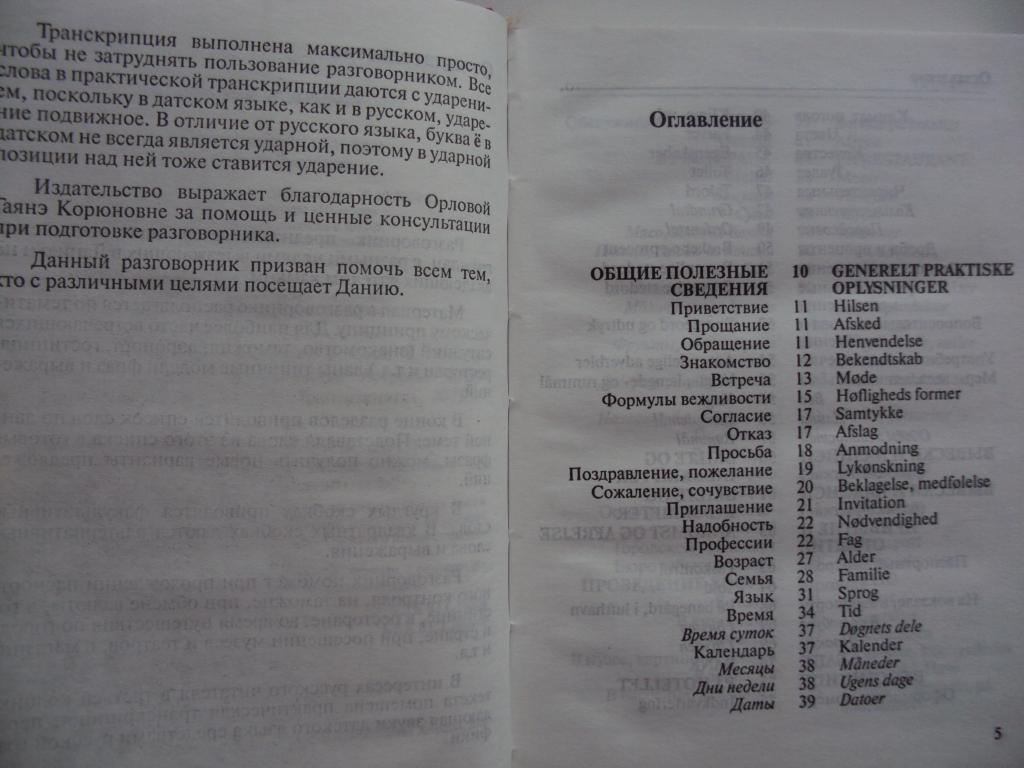 Транскрипция выполнена максимально просто,
чтобы не затруднять пользование разговорником. Все
слова в практической транскрипции даются с ударени-
ем, поскольку в датском языке, как и в русском, ударе-
ние подвижное. В отличие от русского языка, буква ё в
датском не всегда является ударной, поэтому в ударной
позиции над ней тоже ставится ударение.
Издательство выражает благодарность Орловой
Гаянэ Корюновне за помощь и ценные консультации
при подготовке разговорника.
Данный разговорник призван помочь всем тем,
кто с различными целями посещает Данию.
Оглавление
ОБЩИЕ ПОЛЕЗНЫЕ 10 GENERELT PRAKTISKE
СВЕДЕНИЯ OPLYSNINGER
Приветствие 11 Hilsen
Прощание 11 Afsked
Обращение 11 Henvendelse
Знакомство 12 Bekendtskab
Встреча 13 Møde
Формулы вежливости 15 Høfligheds former
Согласие 17 Samtykke
Отказ 17 Afslag
Просьба 18 Anmodning
Поздравление, пожелание 19 Lykønskning
Сожаление, сочувствие 20 Beklagelse, medfølelse
Приглашение 21 Invitation
Надобность 22 Nødvendighed
Профессии 22 Fag
Возраст 27 Alder
Семья 28 Familie
Язык 31 Sprog
Время 34 Tid
Время суток 37 Døgnets dele
Календарь 37 Kalender
Месяцы 38 Måneder
Дни недели 38 Ugens dage
Даты 39 Datoer
5